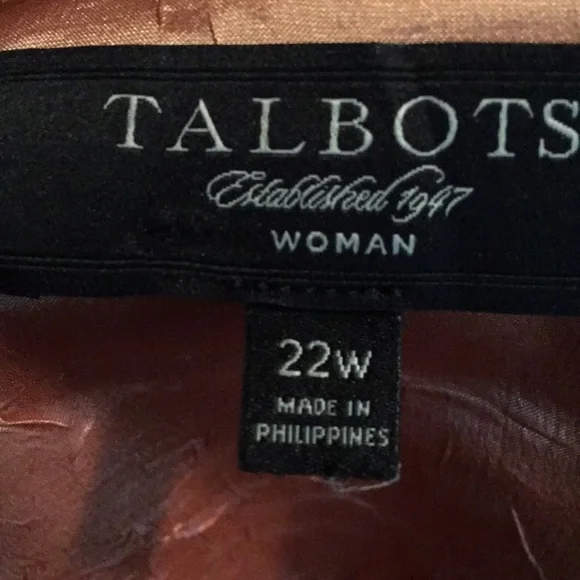 TALBOTS
Established 1947
WOMAN
22W
MADE IN
PHILIPPINES